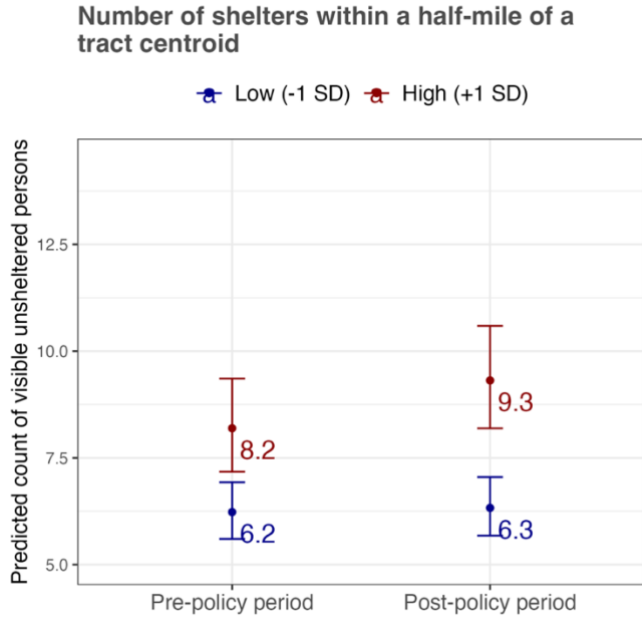 Number of shelters within a half-mile of a
tract centroid
a Low (-1 SD) a High (+1 SD)
Predicted count of visible unsheltered persons
12.5
10.0
7.5
5.0
8.2
6.2
9.3
6.3
Pre-policy period
Post-policy period